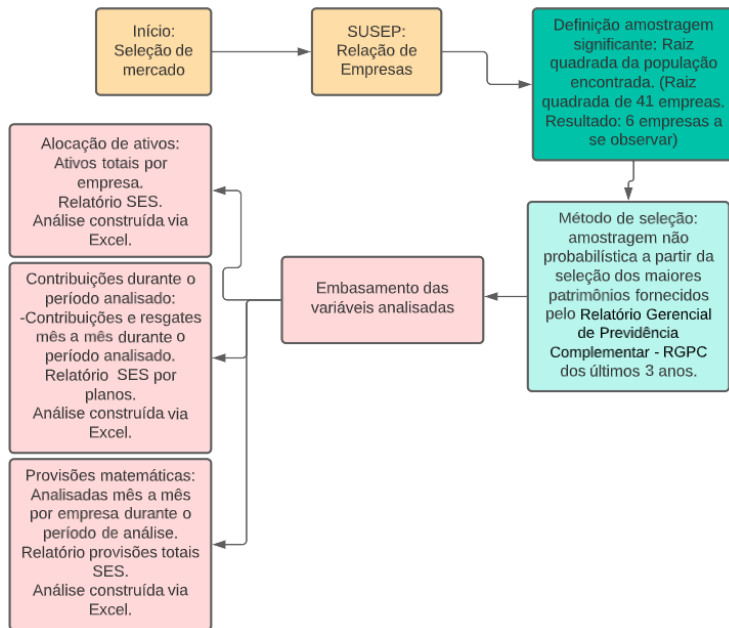 Início:
Seleção de
mercado
SUSEP:
Relação de
Empresas
Definição amostragem
significante: Raiz
quadrada da população
encontrada. (Raiz
quadrada de 41 empreas.
Resultado: 6 empresas a
se observar)
Método de seleção:
amostragem não
probabilística a partir da
seleção dos maiores
patrimônios fornecidos
pelo Relatório Gerencial
de Previdência
Complementar - RGPC
dos últimos 3 anos.
Embasamento das
variáveis analisadas
Alocação de ativos:
Ativos totais por
empresa.
Relatório SES.
Análise construída via
Excel.
Contribuições durante o
período analisado:
-Contribuições e resgates
mês a mês durante o
período analisado.
Relatório SES por
planos.
Análise construída via
Excel.
Provisões matemáticas:
Analisadas mês a mês
por empresa durante o
período de análise.
Relatório provisões totais
SES.
Análise construída via
Excel.